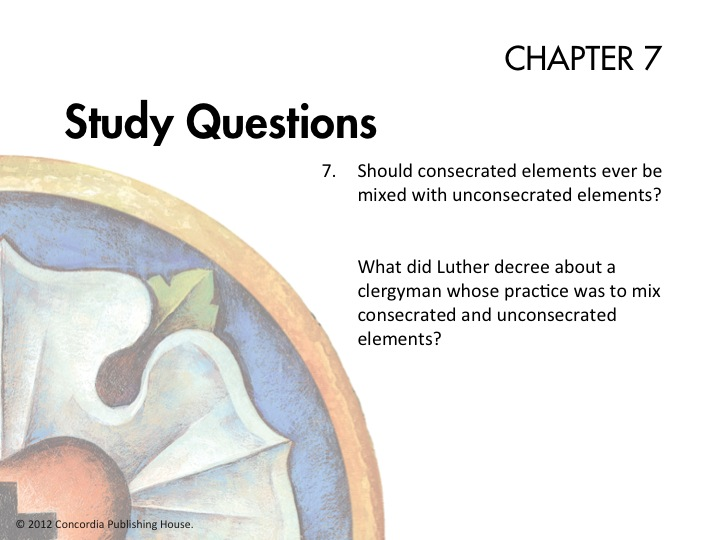 CHAPTER 7
Study Questions
7. Should consecrated elements ever be
mixed with unconsecrated elements?
What did Luther decree about a
clergyman whose practice was to mix
consecrated and unconsecrated
elements?
© 2012 Concordia Publishing House.